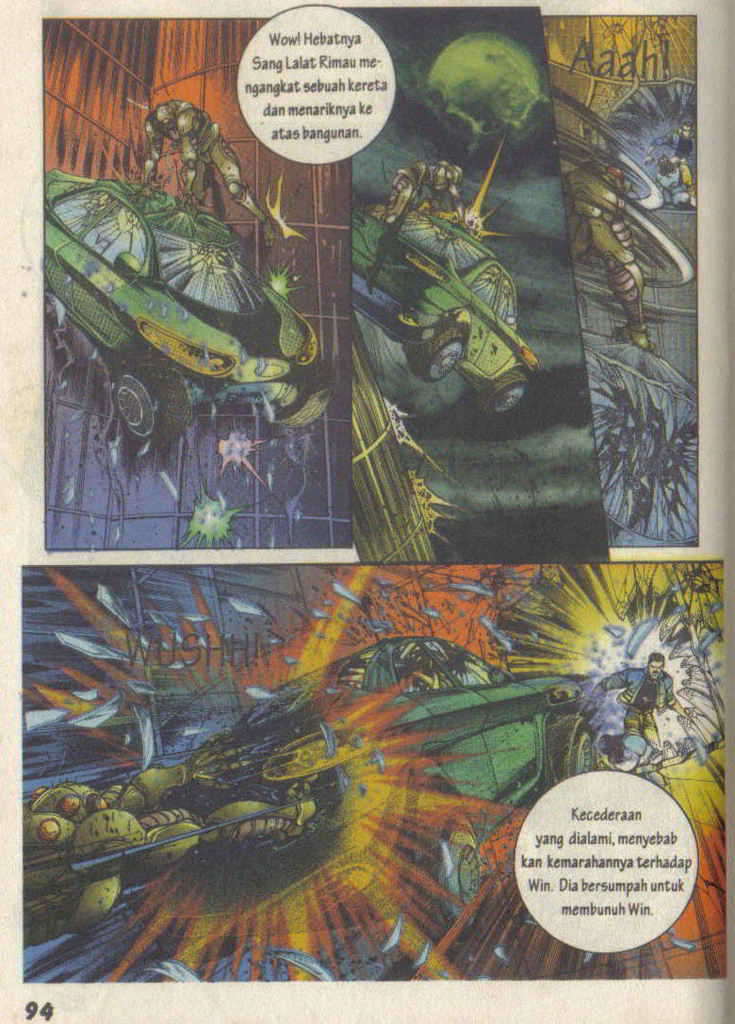 Wow! Hebatnya
Sang Lalat Rimau me-
ngangkat sebuah kereta
dan menariknya ke
atas bangunan.
Aaah!
WUSHH!!
Kecederaan
yang dialami, menyebab
kan kemarahannya terhadap
Win. Dia bersumpah untuk
membunuh Win.
94